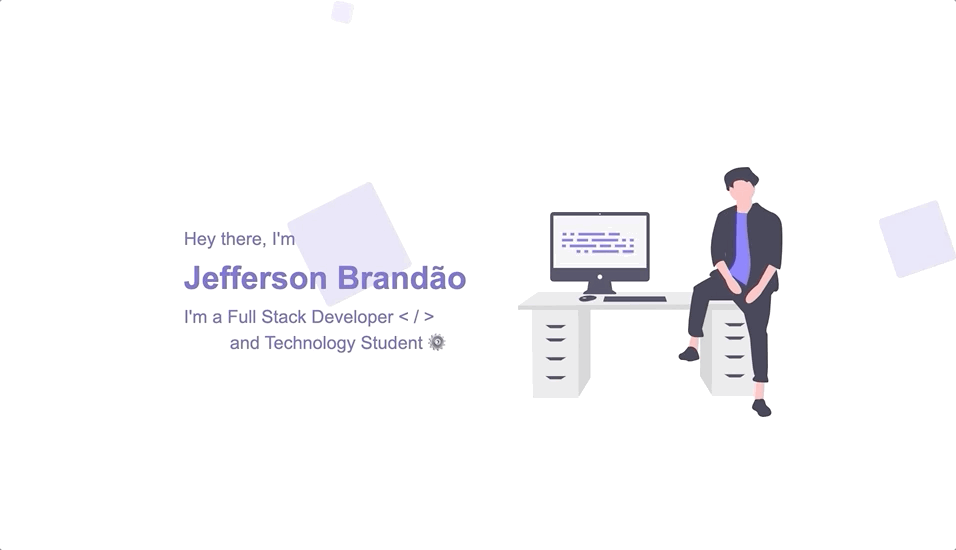 Hey there, I'm
Jefferson Brandão
I'm a Full Stack Developer < / >
and Technology Student ⚙️